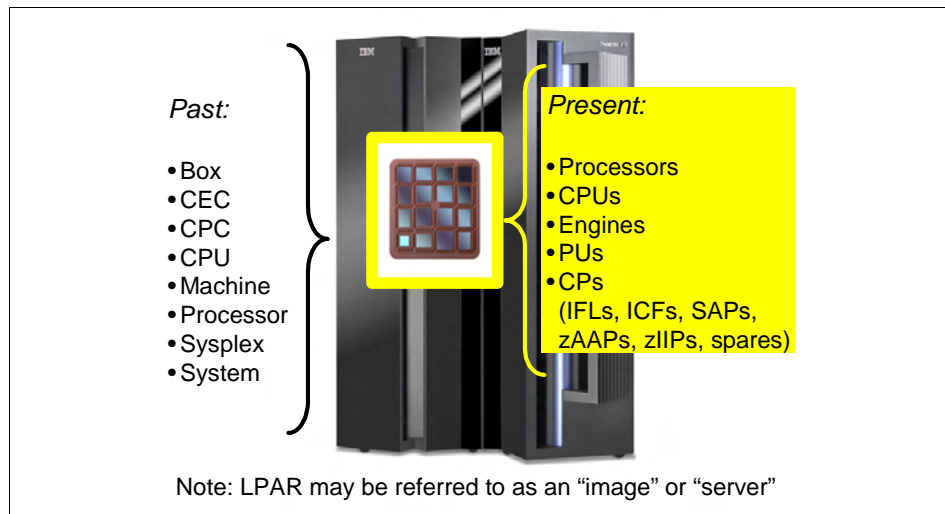 IBM
IBM
Past:
• Box
• CEC
• CPC
• CPU
• Machine
• Processor
• Sysplex
• System
Present:
• Processors
• CPUs
• Engines
• PUs
• CPs
(IFLs, ICFs, SAPs,
zAAPs, zIIPs, spares)
Note: LPAR may be referred to as an “image” or “server”